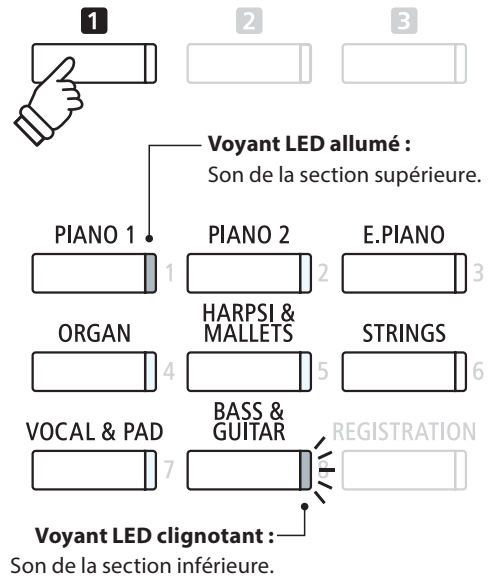 1 2 3
Voyant LED allumé :
Son de la section supérieure.
PIANO 1 PIANO 2 E.PIANO
1 2 3
ORGAN HARPSI & MALLETS STRINGS
4 5 6
VOCAL & PAD BASS & GUITAR REGISTRATION
7 8
Voyant LED clignotant :
Son de la section inférieure.